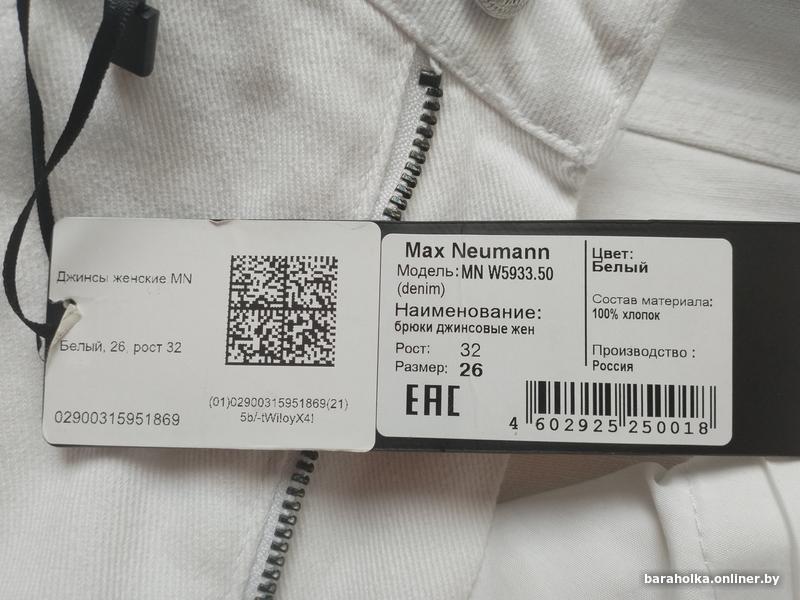 Джинсы женские MN
Белый, 26, рост 32
02900315951869
(01)02900315951869(21)
5b/-tWiloyX4!
Max Neumann
Модель: MN W5933.50
(denim)
Наименование:
брюки джинсовые жен
Рост: 32
Размер: 26
EAC
Цвет:
Белый
Состав материала:
100% хлопок
Производство :
Россия
4 602925 250018
baraholka.onliner.by